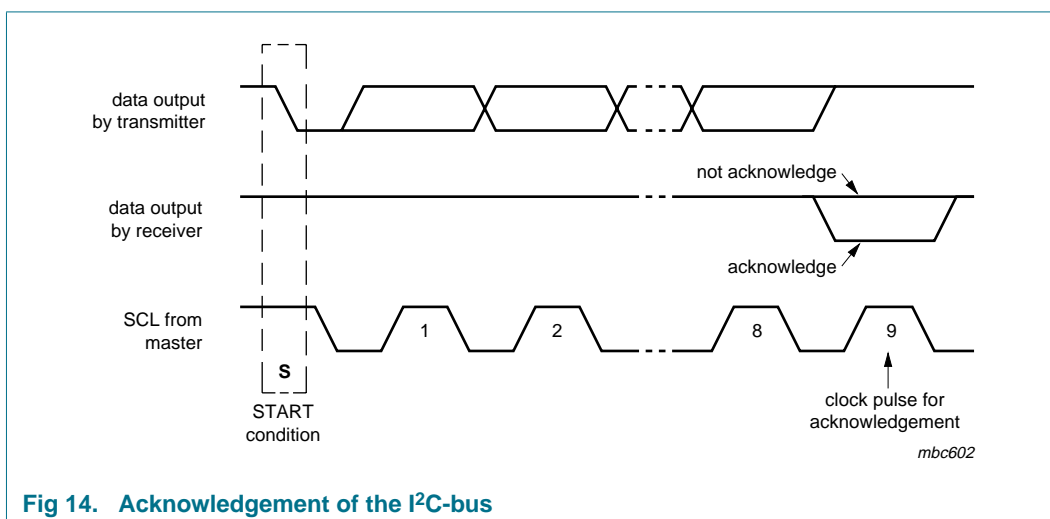 data output
by transmitter
not acknowledge
data output
by receiver
acknowledge
SCL from
master
1
2
8
9
S
START
condition
clock pulse for
acknowledgement
mbc602
Fig 14. Acknowledgement of the I²C-bus